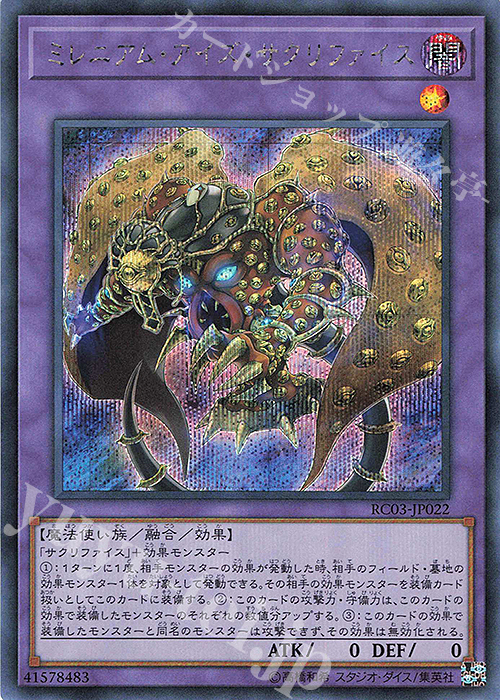 ミレニアム・アイズ・サクリファイス
闇
RC03-JP022
【魔法使い族／融合／効果】
「サクリファイス」＋効果モンスター
①：1ターンに1度、相手モンスターの効果が発動した時、相手のフィールド・墓地
の効果モンスター1体を対象として発動できる。その相手の効果モンスターを装備カード
扱いとしてこのカードに装備する。②：このカードの攻撃力・守備力は、このカードの
効果で装備したモンスターのそれぞれの数値分アップする。③：このカードの効果で
装備したモンスターと同名のモンスターは攻撃できず、その効果は無効化される。
ATK/ 0 DEF/ 0
41578483
©高橋和希 スタジオ・ダイス/集英社